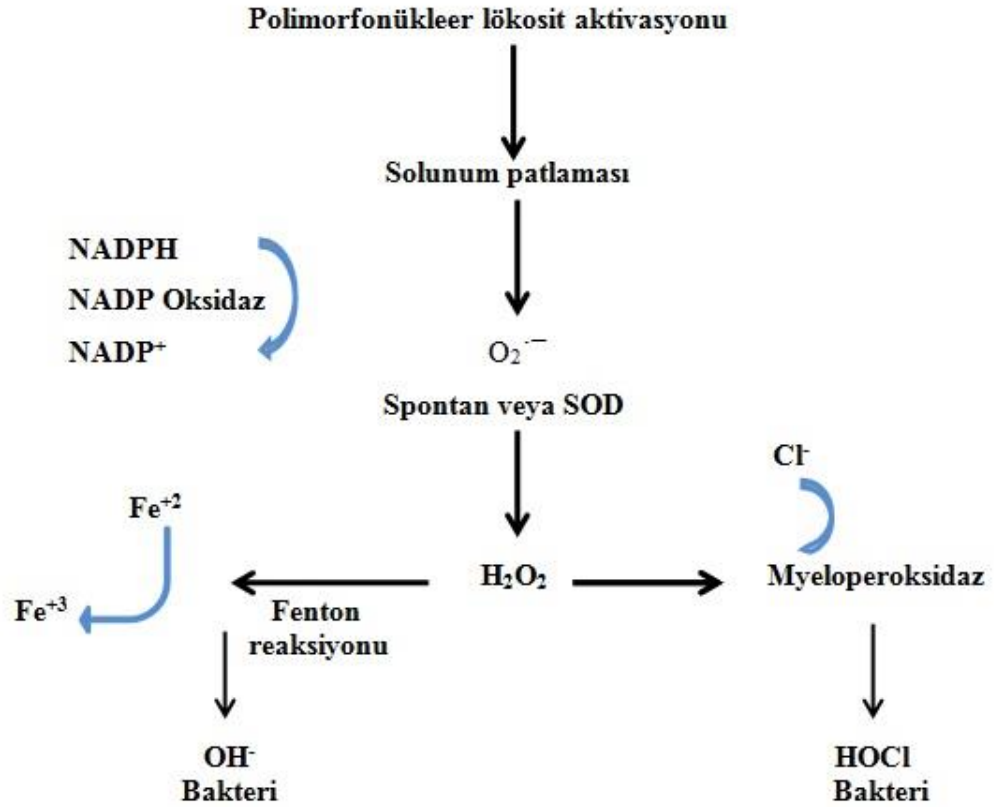 Polimorfonükleer lökosit aktivasyonu
Solunum patlaması
NADPH
NADP Oksidaz
NADP⁺
O₂·⁻
Spontan veya SOD
Cl⁻
Fe⁺²
H₂O₂
Myeloperoksidaz
Fe⁺³
Fenton
reaksiyonu
OH⁻
Bakteri
HOCl
Bakteri